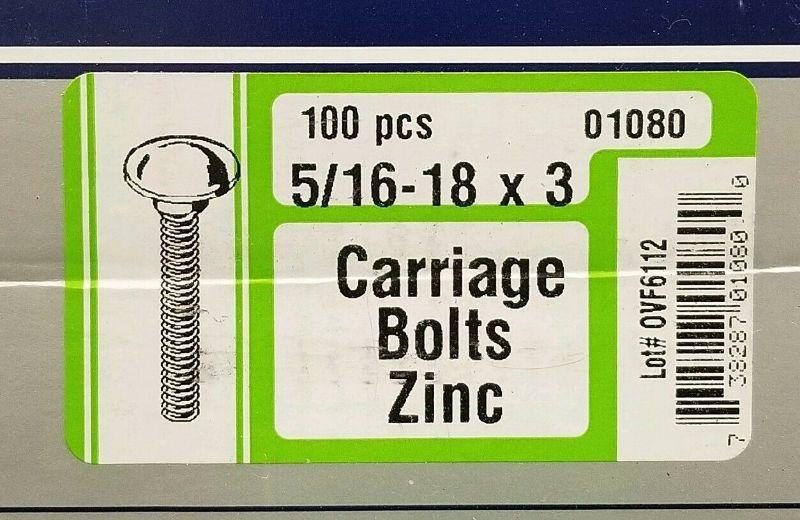 100 pcs 01080
5/16-18 x 3
Carriage
Bolts
Zinc
Lot# OVF6112
7 38287 01080 0